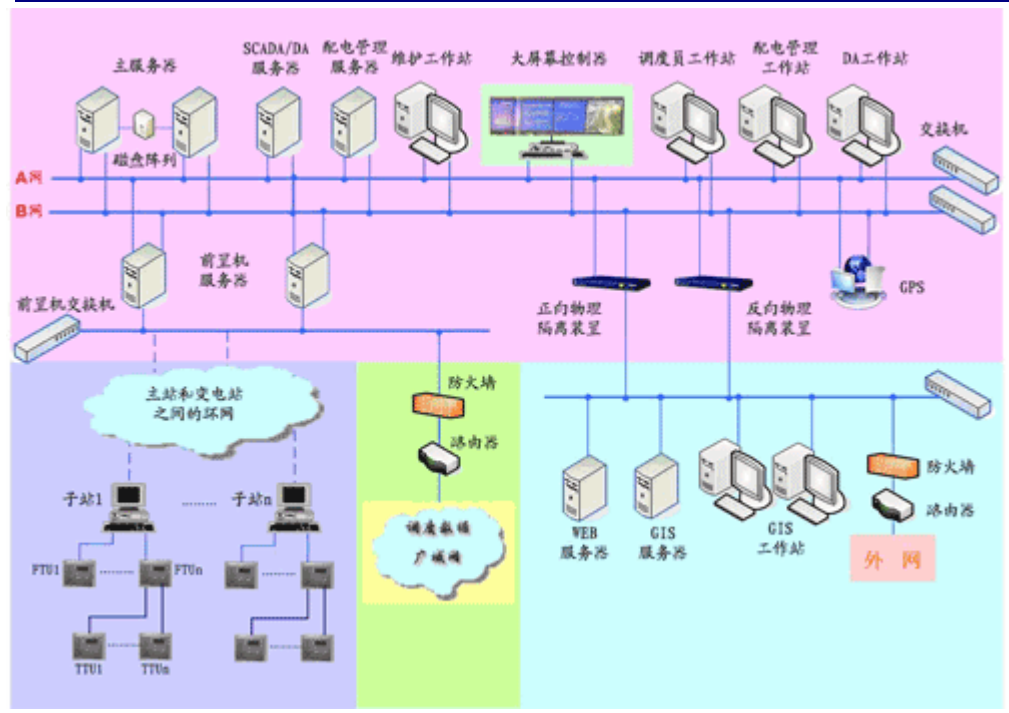 SCADA/DA
服务器
配电管理
服务器
维护工作站
大屏幕控制器
调度员工作站
配电管理
工作站
DA工作站
主服务器
交换机
磁盘阵列
A网
B网
前置机
服务器
GPS
前置机交换机
正向物理
隔离装置
反向物理
隔离装置
主站和变电站
之间的环网
防火墙
路由器
子站1
........
子站n
调度数据
广域网
FTU1
FTUn
TTU1
TTUn
WEB
服务器
GIS
服务器
GIS
工作站
防火墙
路由器
外 网